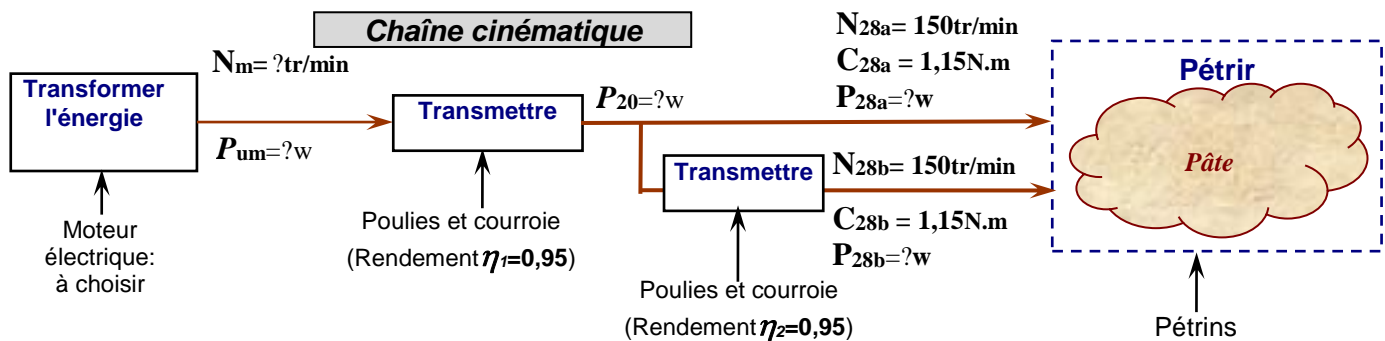 Chaîne cinématique
Transformer
l'énergie
Nm= ?tr/min
Pum=?w
Moteur
électrique:
à choisir
Transmettre
Poulies et courroie
(Rendement η1=0,95)
P20=?w
N28a= 150tr/min
C28a = 1,15N.m
P28a=?w
Transmettre
Poulies et courroie
(Rendement η2=0,95)
N28b= 150tr/min
C28b = 1,15N.m
P28b=?w
Pétrir
Pâte
Pétrins